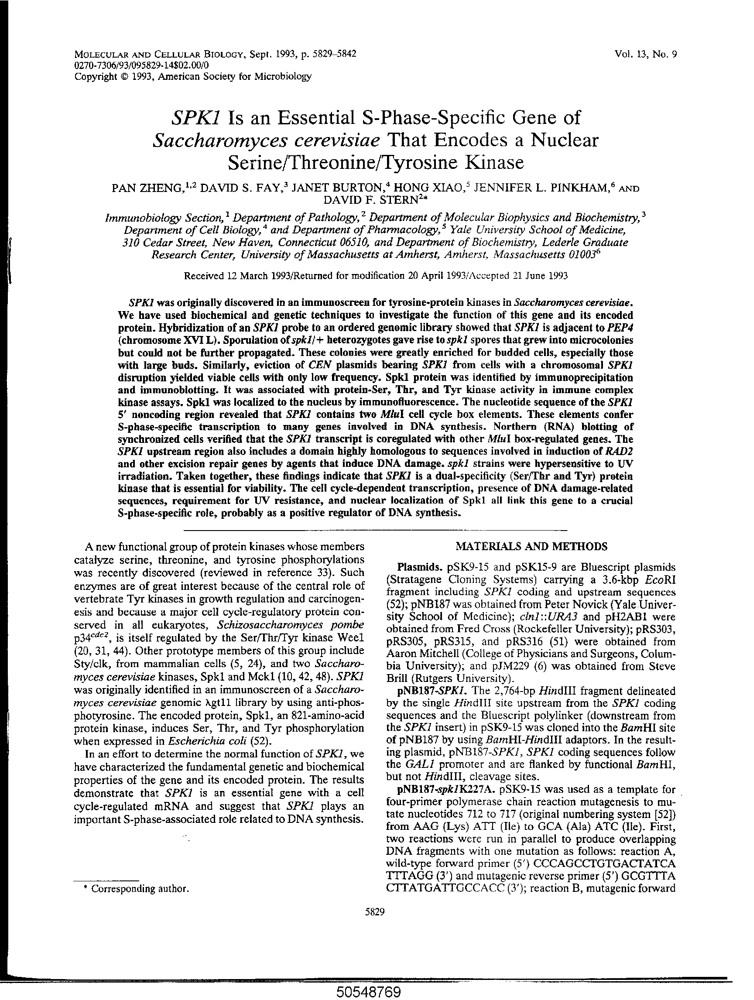 MOLECULAR AND CELLULAR BIOLOGY, Sept. 1993, p. 5829–5842
Vol. 13, No. 9
0270-7306/93/095829-14$02.00/0
Copyright © 1993, American Society for Microbiology
SPK1 Is an Essential S-Phase-Specific Gene of
Saccharomyces cerevisiae That Encodes a Nuclear
Serine/Threonine/Tyrosine Kinase
PAN ZHENG,1,2 DAVID S. FAY,3 JANET BURTON,4 HONG XIAO,5 JENNIFER L. PINKHAM,6 AND
DAVID F. STERN2*
Immunobiology Section,1 Department of Pathology,2 Department of Molecular Biophysics and Biochemistry,3
Department of Cell Biology,4 and Department of Pharmacology,5 Yale University School of Medicine,
310 Cedar Street, New Haven, Connecticut 06510, and Department of Biochemistry, Lederle Graduate
Research Center, University of Massachusetts at Amherst, Amherst, Massachusetts 010036
Received 12 March 1993/Returned for modification 20 April 1993/Accepted 21 June 1993
SPK1 was originally discovered in an immunoscreen for tyrosine-protein kinases in Saccharomyces cerevisiae.
We have used biochemical and genetic techniques to investigate the function of this gene and its encoded
protein. Hybridization of an SPK1 probe to an ordered genomic library showed that SPK1 is adjacent to PEP4
(chromosome XVI L). Sporulation of spk1/+ heterozygotes gave rise to spk1 spores that grew into microcolonies
but could not be further propagated. These colonies were greatly enriched for budded cells, especially those
with large buds. Similarly, eviction of CEN plasmids bearing SPK1 from cells with a chromosomal SPK1
disruption yielded viable cells with only low frequency. Spk1 protein was identified by immunoprecipitation
and immunoblotting. It was associated with protein-Ser, Thr, and Tyr kinase activity in immune complex
kinase assays. Spk1 was localized to the nucleus by immunofluorescence. The nucleotide sequence of the SPK1
5′ noncoding region revealed that SPK1 contains two MluI cell cycle box elements. These elements confer
S-phase-specific transcription to many genes involved in DNA synthesis. Northern (RNA) blotting of
synchronized cells verified that the SPK1 transcript is coregulated with other MluI box-regulated genes. The
SPK1 upstream region also includes a domain highly homologous to sequences involved in induction of RAD2
and other excision repair genes by agents that induce DNA damage. spk1 strains were hypersensitive to UV
irradiation. Taken together, these findings indicate that SPK1 is a dual-specificity (Ser/Thr and Tyr) protein
kinase that is essential for viability. The cell cycle-dependent transcription, presence of DNA damage-related
sequences, requirement for UV resistance, and nuclear localization of Spk1 all link this gene to a crucial
S-phase-specific role, probably as a positive regulator of DNA synthesis.
A new functional group of protein kinases whose members
catalyze serine, threonine, and tyrosine phosphorylations
was recently discovered (reviewed in reference 33). Such
enzymes are of great interest because of the central role of
vertebrate Tyr kinases in growth regulation and carcinogen-
esis and because a major cell cycle-regulatory protein con-
served in all eukaryotes, Schizosaccharomyces pombe
p34cdc2, is itself regulated by the Ser/Thr/Tyr kinase Wee1
(20, 31, 44). Other prototype members of this group include
Sty/clk, from mammalian cells (5, 24), and two Saccharo-
myces cerevisiae kinases, Spk1 and Mck1 (10, 42, 48). SPK1
was originally identified in an immunoscreen of a Saccharo-
myces cerevisiae genomic λgt11 library by using anti-phos-
photyrosine. The encoded protein, Spk1, an 821-amino-acid
protein kinase, induces Ser, Thr, and Tyr phosphorylation
when expressed in Escherichia coli (52).
In an effort to determine the normal function of SPK1, we
have characterized the fundamental genetic and biochemical
properties of the gene and its encoded protein. The results
demonstrate that SPK1 is an essential gene with a cell
cycle-regulated mRNA and suggest that SPK1 plays an
important S-phase-associated role related to DNA synthesis.
* Corresponding author.
MATERIALS AND METHODS
Plasmids. pSK9-15 and pSK15-9 are Bluescript plasmids
(Stratagene Cloning Systems) carrying a 3.6-kbp EcoRI
fragment including SPK1 coding and upstream sequences
(52); pNB187 was obtained from Peter Novick (Yale Univer-
sity School of Medicine); cln1::URA3 and pH2AB1 were
obtained from Fred Cross (Rockefeller University); pRS303,
pRS305, pRS315, and pRS316 (51) were obtained from
Aaron Mitchell (College of Physicians and Surgeons, Colum-
bia University); and pJM229 (6) was obtained from Steve
Brill (Rutgers University).
pNB187-SPK1. The 2,764-bp HindIII fragment delineated
by the single HindIII site upstream from the SPK1 coding
sequences and the Bluescript polylinker (downstream from
the SPK1 insert) in pSK9-15 was cloned into the BamHI site
of pNB187 by using BamHI-HindIII adaptors. In the result-
ing plasmid, pNB187-SPK1, SPK1 coding sequences follow
the GAL1 promoter and are flanked by functional BamHI,
but not HindIII, cleavage sites.
pNB187-spk1K227A. pSK9-15 was used as a template for
four-primer polymerase chain reaction mutagenesis to mu-
tate nucleotides 712 to 717 (original numbering system [52])
from AAG (Lys) ATT (Ile) to GCA (Ala) ATC (Ile). First,
two reactions were run in parallel to produce overlapping
DNA fragments with one mutation as follows: reaction A,
wild-type forward primer (5′) CCCAGCCTGTGACTATCA
TTTAGG (3′) and mutagenic reverse primer (5′) GCGTTTA
CTTATGATTGCCACC (3′); reaction B, mutagenic forward
5829
50548769